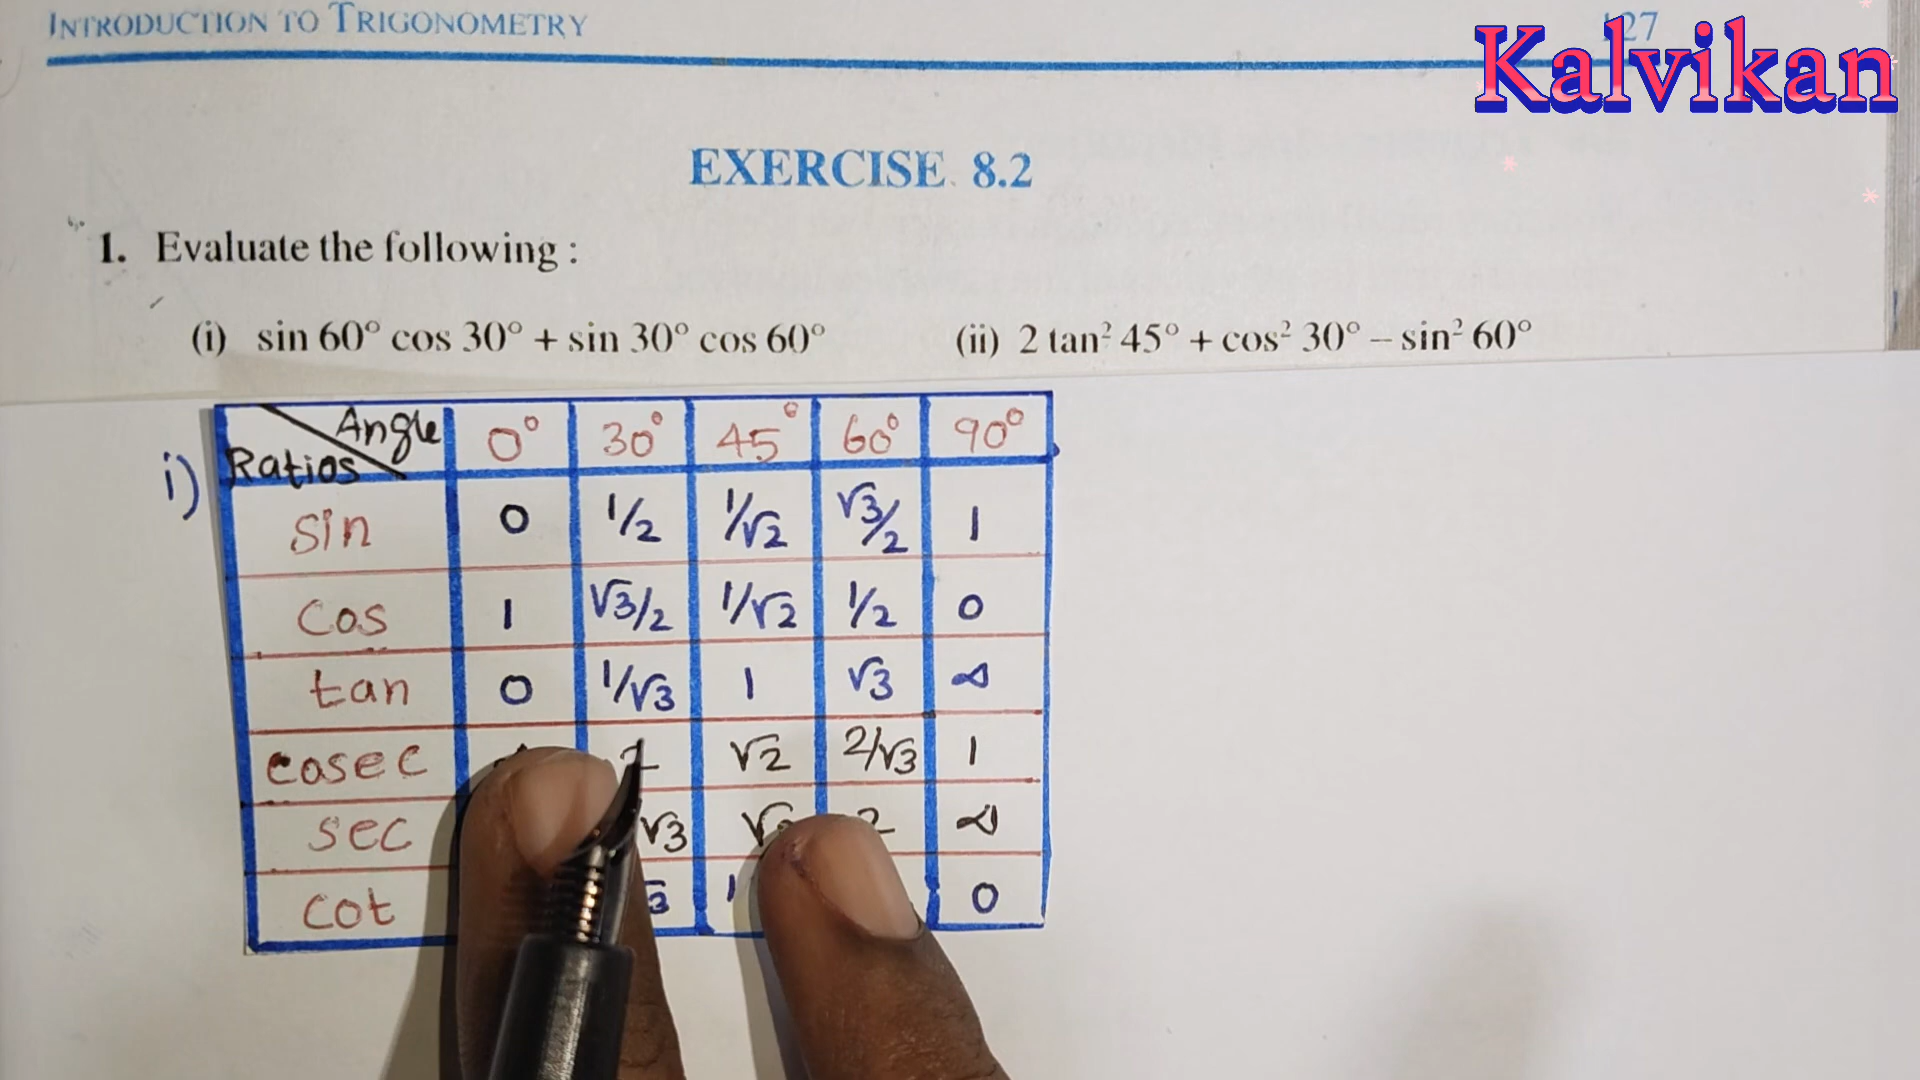 INTRODUCTION TO TRIGONOMETRY 127
Kalvikan
EXERCISE 8.2
1. Evaluate the following :
(i) sin 60° cos 30° + sin 30° cos 60° (ii) 2 tan² 45° + cos² 30° – sin² 60°
i)
Angle Ratios 0° 30° 45° 60° 90°
sin 0 1/2 1/√2 √3/2 1
cos 1 √3/2 1/√2 1/2 0
tan 0 1/√3 1 √3 ∞
cosec 2 √2 2/√3 1
sec √3 2 ∞
cot 0